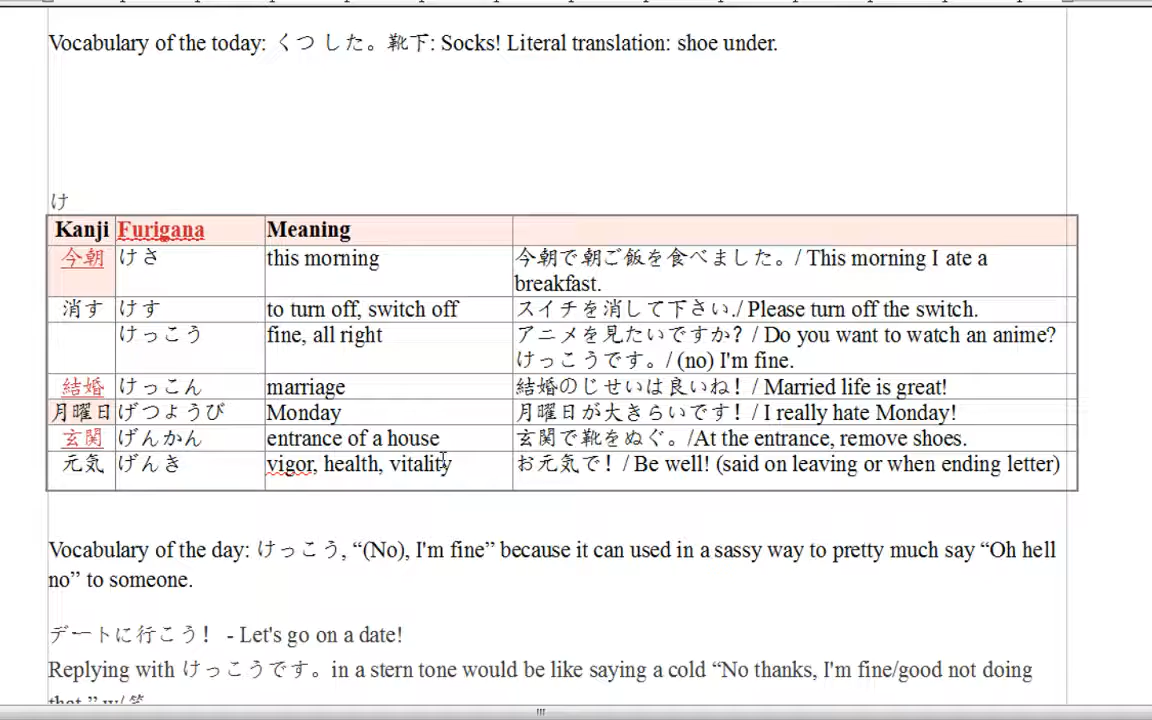 Vocabulary of the today: くつ した。靴下: Socks! Literal translation: shoe under.
け
Kanji Furigana Meaning
今朝 けさ this morning 今朝で朝ご飯を食べました。/ This morning I ate a
breakfast.
消す けす to turn off, switch off スイチを消して下さい./ Please turn off the switch.
けっこう fine, all right アニメを見たいですか? / Do you want to watch an anime?
けっこうです。/ (no) I'm fine.
結婚 けっこん marriage 結婚のじせいは良いね! / Married life is great!
月曜日 げつようび Monday 月曜日が大きらいです! / I really hate Monday!
玄関 げんかん entrance of a house 玄関で靴をぬぐ。/At the entrance, remove shoes.
元気 げんき vigor, health, vitality お元気で! / Be well! (said on leaving or when ending letter)
Vocabulary of the day: けっこう, “(No), I'm fine” because it can used in a sassy way to pretty much say “Oh hell
no” to someone.
デートに行こう! - Let's go on a date!
Replying with けっこうです。in a stern tone would be like saying a cold “No thanks, I'm fine/good not doing
that.” w/